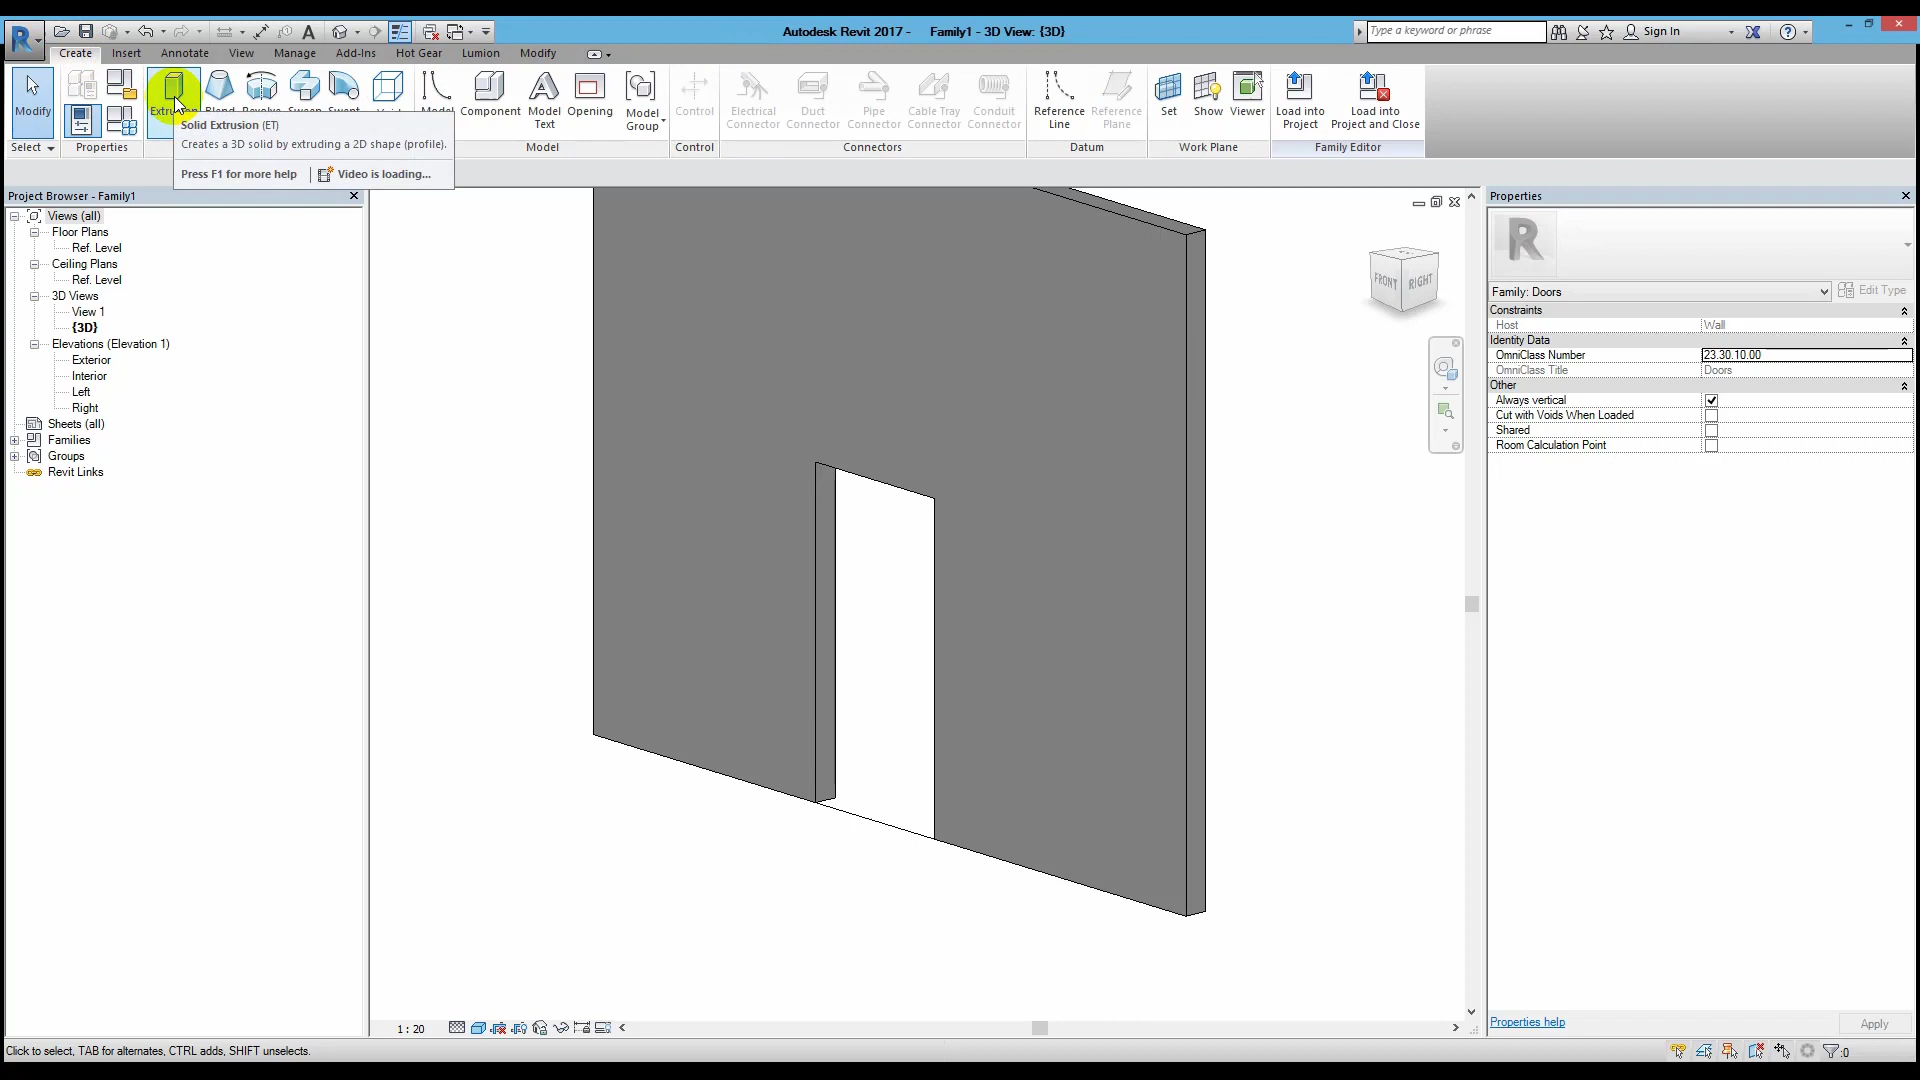 Autodesk Revit 2017 - Family1 - 3D View: {3D}
Type a keyword or phrase
Sign In
Create Insert Annotate View Manage Add-Ins Hot Gear Lumion Modify
Modify
Component
Model Text
Opening
Model Group
Control
Electrical Connector
Duct Connector
Pipe Connector
Cable Tray Connector
Conduit Connector
Reference Line
Reference Plane
Set
Show
Viewer
Load into Project
Load into Project and Close
Select
Properties
Model
Control
Connectors
Datum
Work Plane
Family Editor
Solid Extrusion (ET)
Creates a 3D solid by extruding a 2D shape (profile).
Press F1 for more help
Video is loading...
Project Browser - Family1
Views (all)
Floor Plans
Ref. Level
Ceiling Plans
Ref. Level
3D Views
View 1
{3D}
Elevations (Elevation 1)
Exterior
Interior
Left
Right
Sheets (all)
Families
Groups
Revit Links
FRONT
RIGHT
Properties
R
Family: Doors
Edit Type
Constraints
Host Wall
Identity Data
OmniClass Number 23.30.10.00
OmniClass Title Doors
Other
Always vertical
Cut with Voids When Loaded
Shared
Room Calculation Point
Properties help
Apply
1 : 20
Click to select, TAB for alternates, CTRL adds, SHIFT unselects.
:0